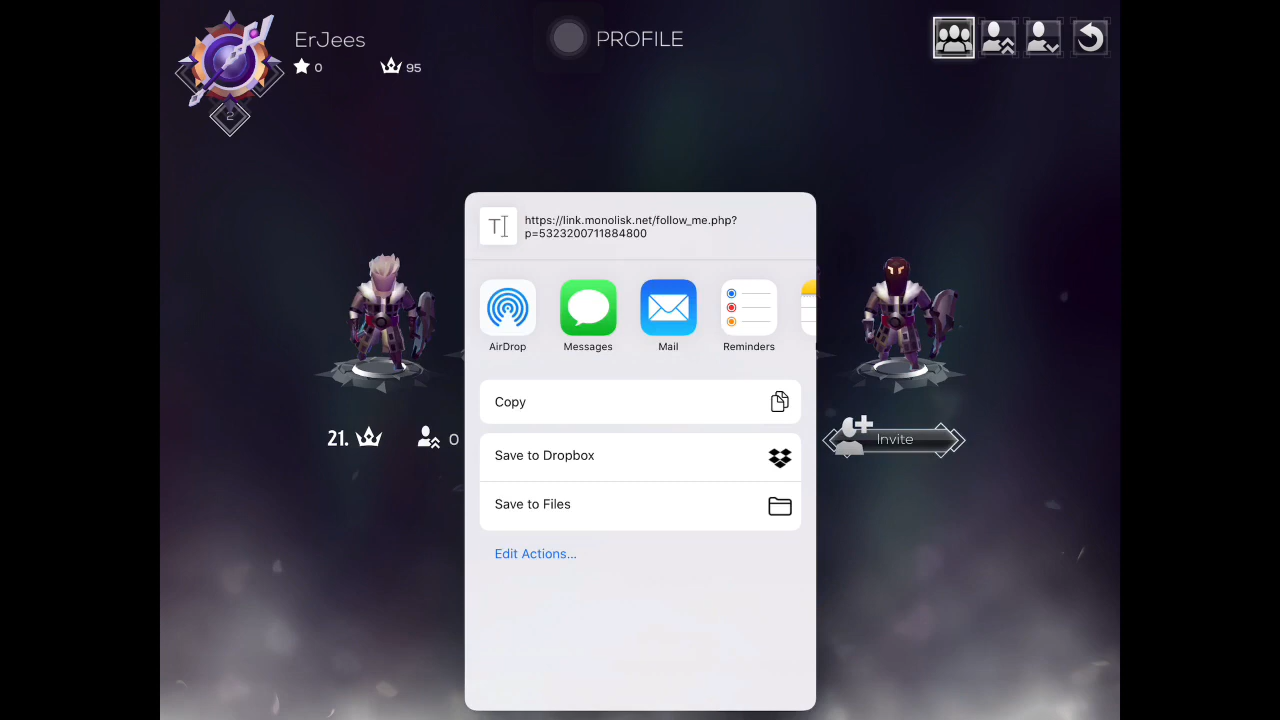 ErJees
0
95
2
PROFILE
https://link.monolisk.net/follow_me.php?
p=5323200711884800
AirDrop
Messages
Mail
Reminders
Copy
Save to Dropbox
Save to Files
Edit Actions...
21.
0
Invite